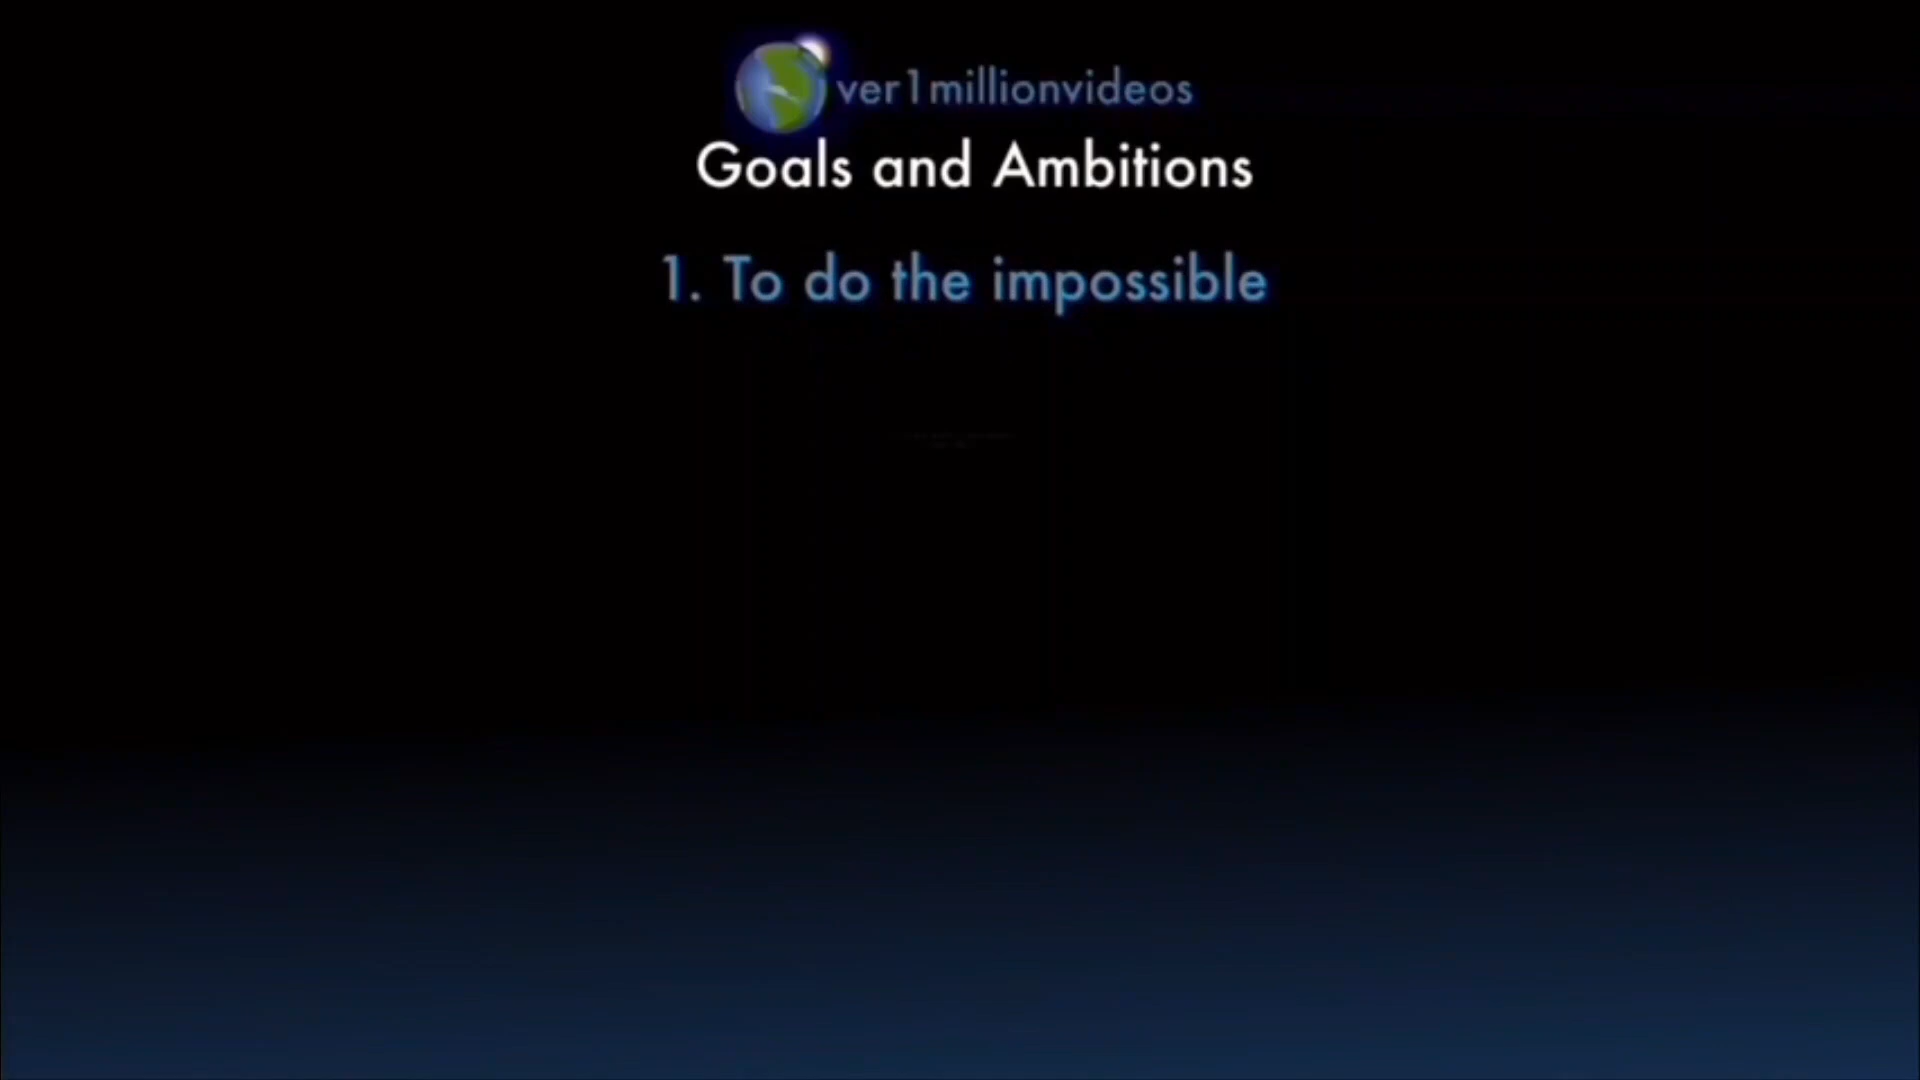 ver1millionvideos
Goals and Ambitions
1. To do the impossible